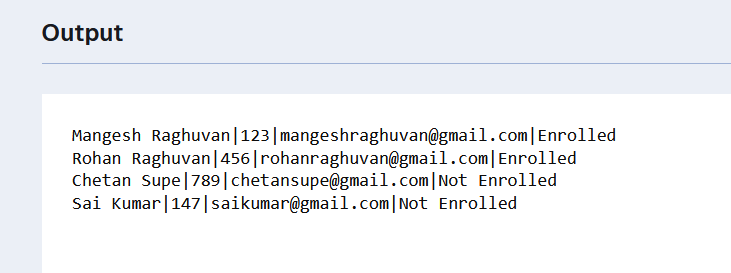 Output
Mangesh Raghuvan|123|mangeshraghuvan@gmail.com|Enrolled
Rohan Raghuvan|456|rohanraghuvan@gmail.com|Enrolled
Chetan Supe|789|chetansupe@gmail.com|Not Enrolled
Sai Kumar|147|saikumar@gmail.com|Not Enrolled